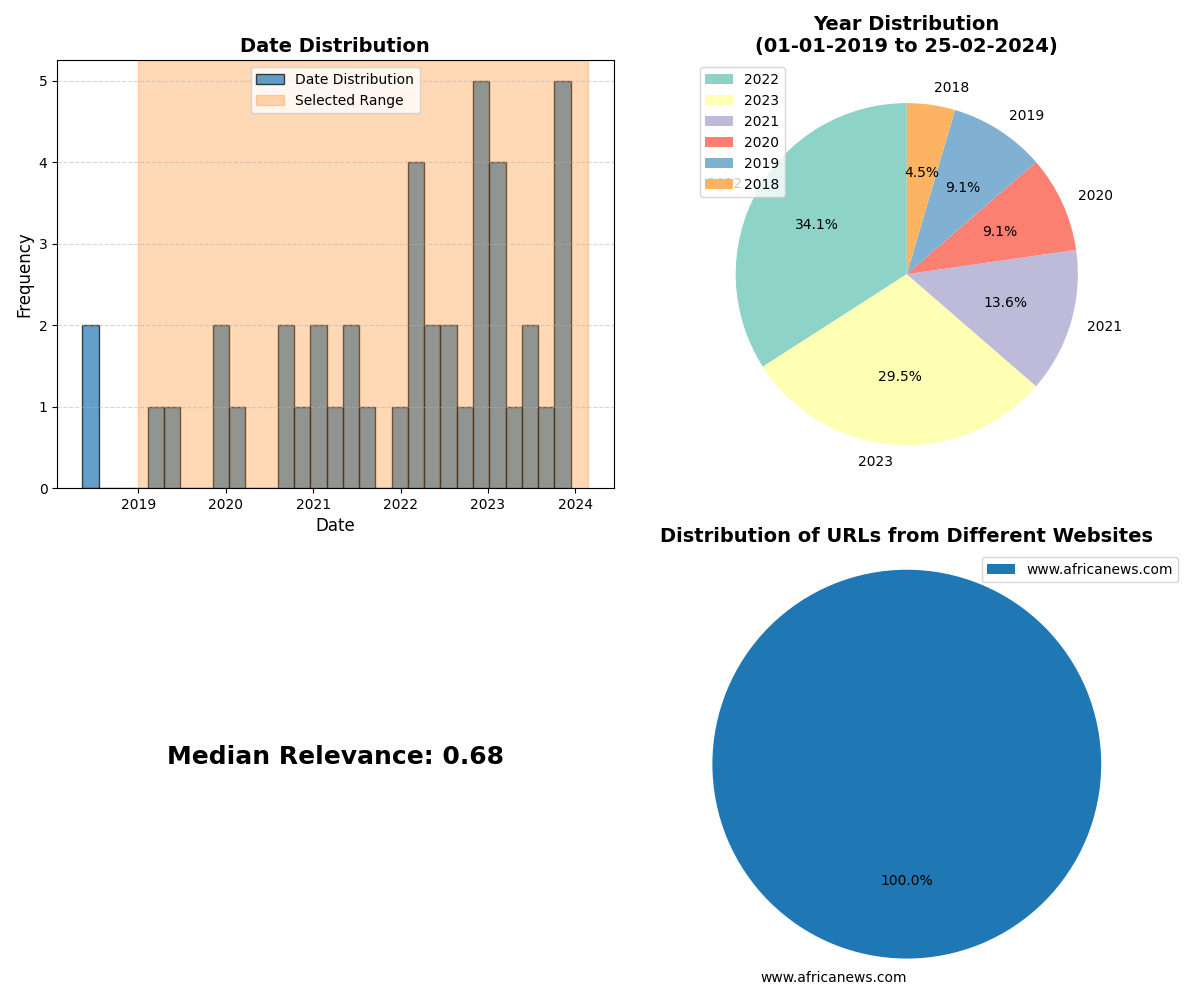 Date Distribution
Date Distribution
Selected Range
5
4
3
2
1
0
Frequency
2019
2020
2021
2022
2023
2024
Date
Year Distribution
(01-01-2019 to 25-02-2024)
2022
2023
2021
2020
2019
2018
2022
34.1%
2023
29.5%
2021
13.6%
2020
9.1%
2019
9.1%
2018
4.5%
Median Relevance: 0.68
Distribution of URLs from Different Websites
www.africanews.com
100.0%
www.africanews.com